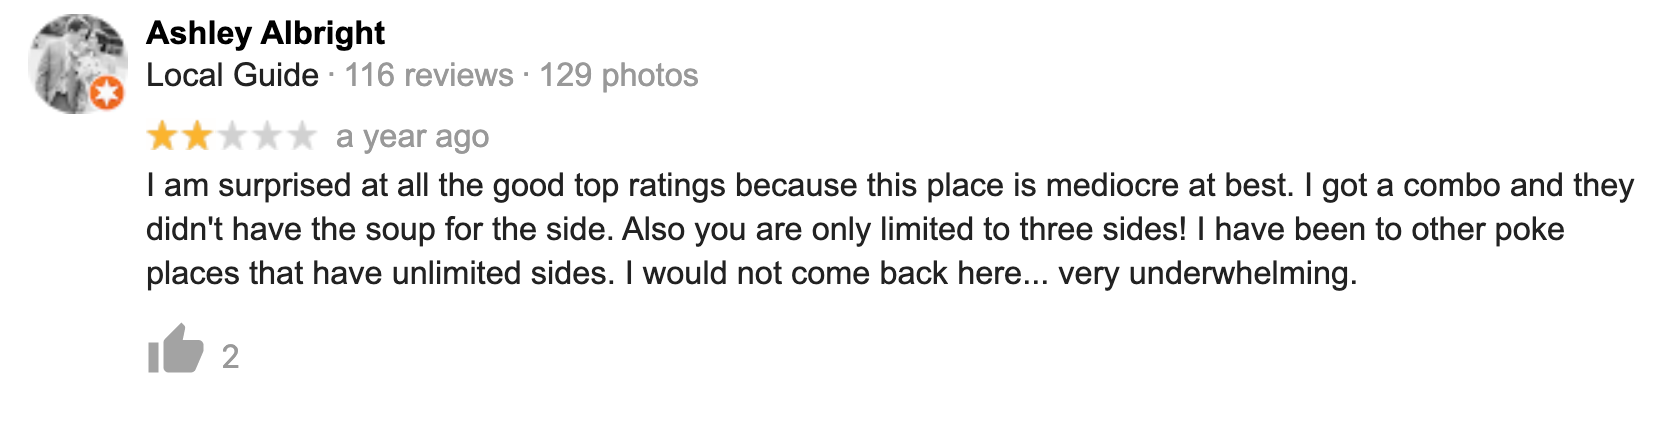 Ashley Albright
Local Guide · 116 reviews · 129 photos
a year ago
I am surprised at all the good top ratings because this place is mediocre at best. I got a combo and they
didn't have the soup for the side. Also you are only limited to three sides! I have been to other poke
places that have unlimited sides. I would not come back here... very underwhelming.
2